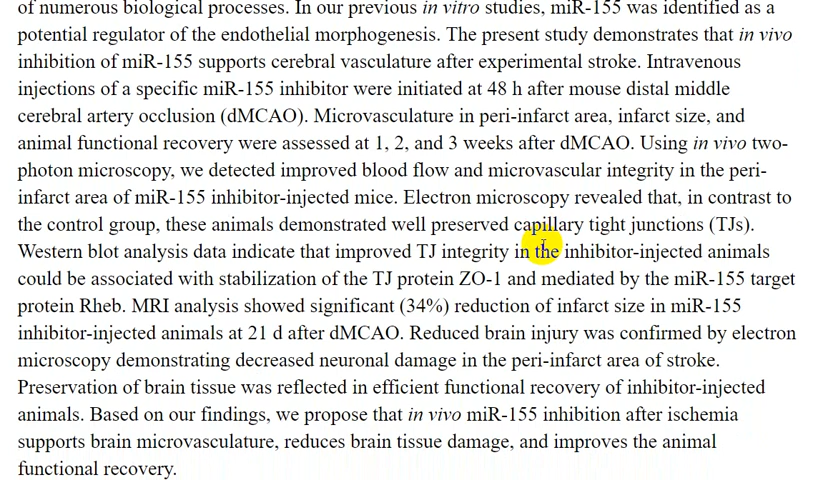 of numerous biological processes. In our previous in vitro studies, miR-155 was identified as a
potential regulator of the endothelial morphogenesis. The present study demonstrates that in vivo
inhibition of miR-155 supports cerebral vasculature after experimental stroke. Intravenous
injections of a specific miR-155 inhibitor were initiated at 48 h after mouse distal middle
cerebral artery occlusion (dMCAO). Microvasculature in peri-infarct area, infarct size, and
animal functional recovery were assessed at 1, 2, and 3 weeks after dMCAO. Using in vivo two-
photon microscopy, we detected improved blood flow and microvascular integrity in the peri-
infarct area of miR-155 inhibitor-injected mice. Electron microscopy revealed that, in contrast to
the control group, these animals demonstrated well preserved capillary tight junctions (TJs).
Western blot analysis data indicate that improved TJ integrity in the inhibitor-injected animals
could be associated with stabilization of the TJ protein ZO-1 and mediated by the miR-155 target
protein Rheb. MRI analysis showed significant (34%) reduction of infarct size in miR-155
inhibitor-injected animals at 21 d after dMCAO. Reduced brain injury was confirmed by electron
microscopy demonstrating decreased neuronal damage in the peri-infarct area of stroke.
Preservation of brain tissue was reflected in efficient functional recovery of inhibitor-injected
animals. Based on our findings, we propose that in vivo miR-155 inhibition after ischemia
supports brain microvasculature, reduces brain tissue damage, and improves the animal
functional recovery.